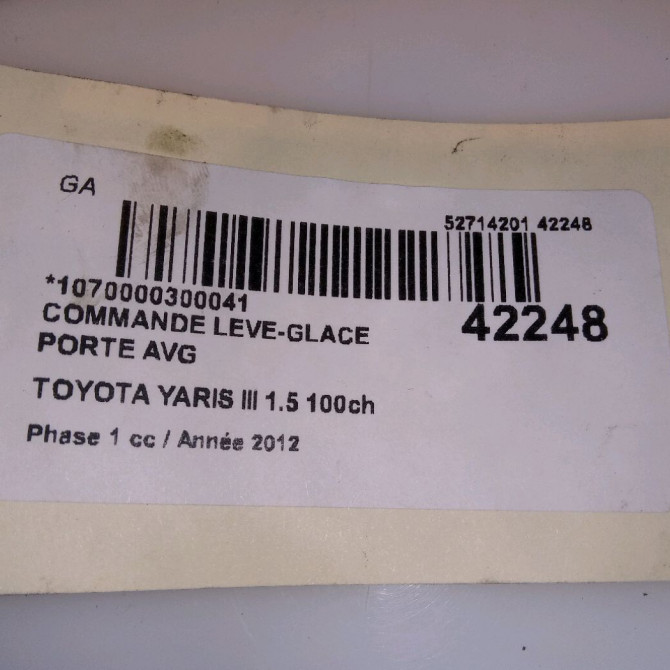 GA
52714201 42248
*1070000300041
42248
COMMANDE LEVE-GLACE
PORTE AVG
TOYOTA YARIS III 1.5 100ch
Phase 1 cc / Année 2012